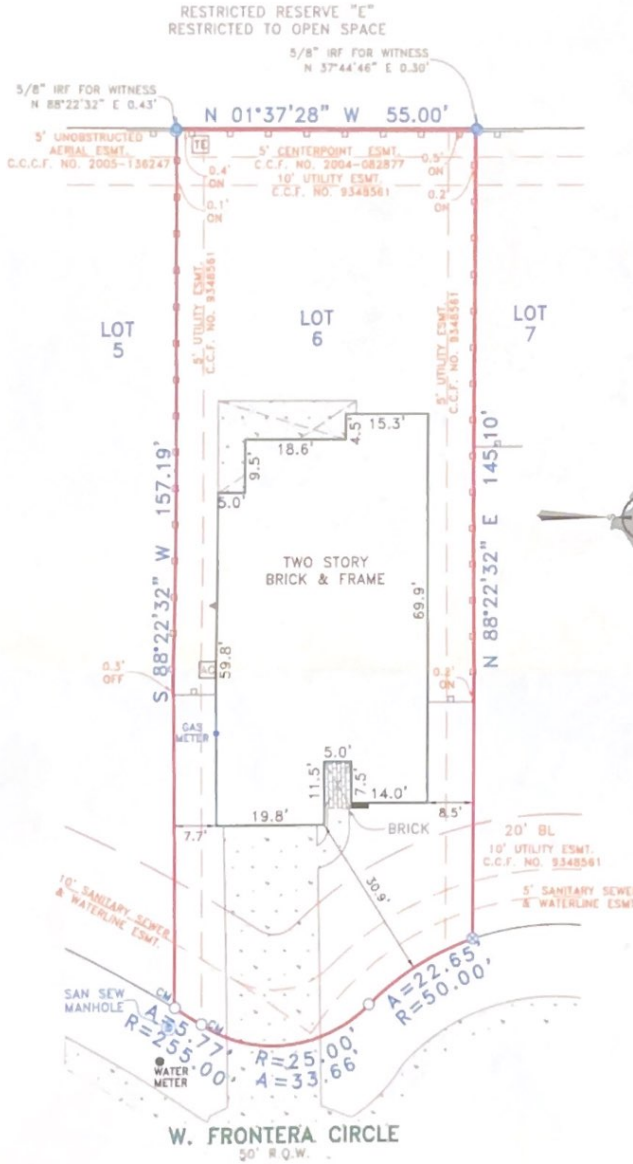 RESTRICTED RESERVE "E"
RESTRICTED TO OPEN SPACE
5/8" IRF FOR WITNESS
N 37°44'46" E 0.30'
5/8" IRF FOR WITNESS
N 88°22'32" E 0.43'
N 01°37'28" W 55.00'
5' UNOBSTRUCTED
AERIAL ESMT.
C.C.C.F. NO. 2005-136247
TE
5' CENTERPOINT ESMT.
C.C.F. NO. 2004-082877
10' UTILITY ESMT.
C.C.F. NO. 9348561
0.4'
ON
0.5'
ON
0.1'
ON
0.2'
ON
LOT
5
5' UTILITY ESMT.
C.C.F. NO. 9348561
LOT
6
5' UTILITY ESMT.
C.C.F. NO. 9348561
LOT
7
15.3'
4.5'
18.6'
9.5'
5.0'
S 88°22'32" W 157.19'
N 88°22'32" E 145.10'
TWO STORY
BRICK & FRAME
69.9'
59.8'
AC
0.3'
OFF
ON
GAS
METER
5.0'
11.5'
7.5'
14.0'
19.8'
8.5'
7.7'
BRICK
20' BL
10' UTILITY ESMT.
C.C.F. NO. 9348561
30.9'
10' SANITARY SEWER
& WATERLINE ESMT.
5' SANITARY SEWER
& WATERLINE ESMT.
SAN SEW
MANHOLE
CM
CM
A=5.77'
R=255.00'
R=25.00'
A=33.66'
A=22.65'
R=50.00'
WATER
METER
W. FRONTERA CIRCLE
50' R.O.W.